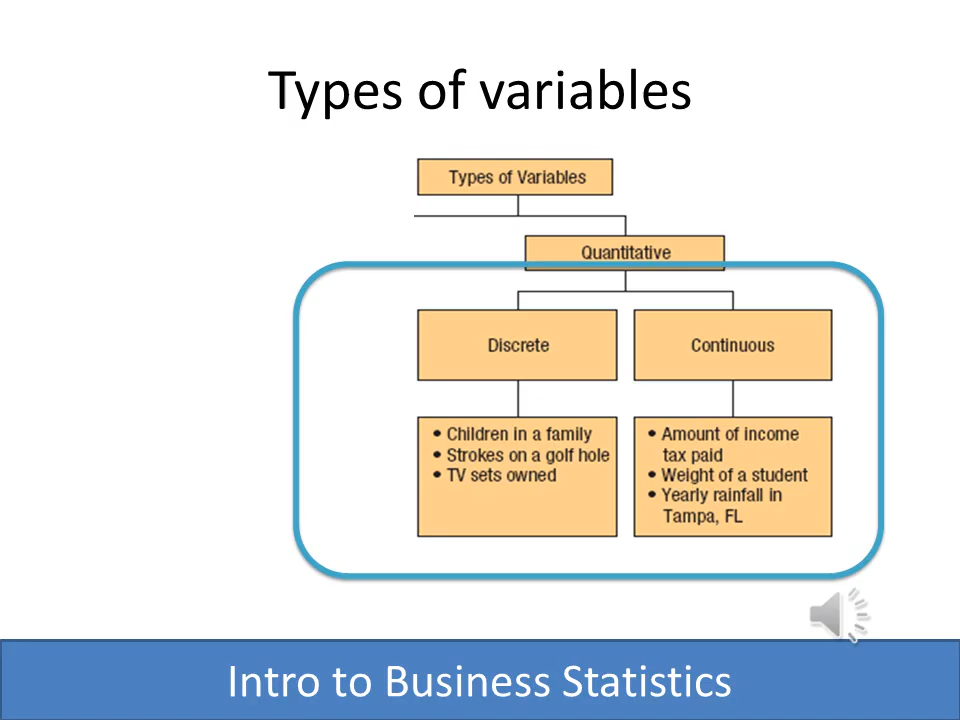 Types of variables
Types of Variables
Quantitative
Discrete
Continuous
• Children in a family
• Strokes on a golf hole
• TV sets owned
• Amount of income
tax paid
• Weight of a student
• Yearly rainfall in
Tampa, FL
Intro to Business Statistics